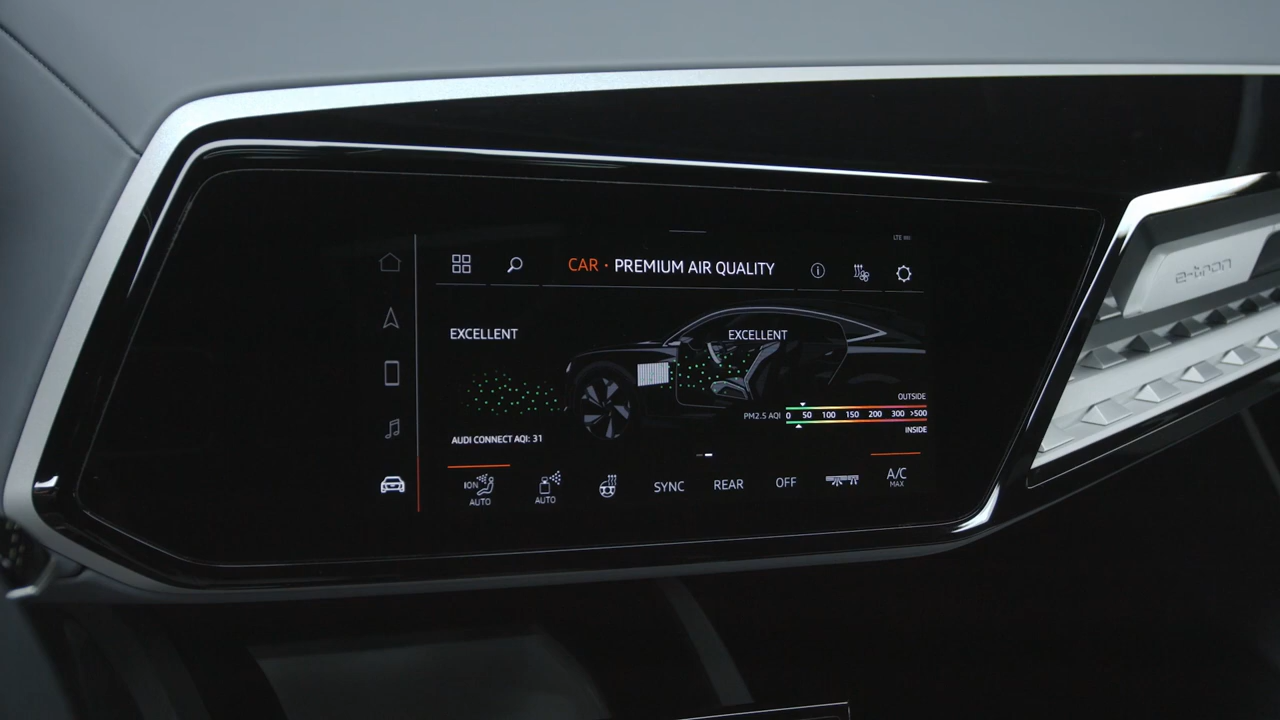 LTE
CAR · PREMIUM AIR QUALITY
e-tron
EXCELLENT
EXCELLENT
OUTSIDE
PM2.5 AQI 0 50 100 150 200 300 >500
INSIDE
AUDI CONNECT AQI: 31
ION
AUTO
AUTO
SYNC
REAR
OFF
A/C
MAX